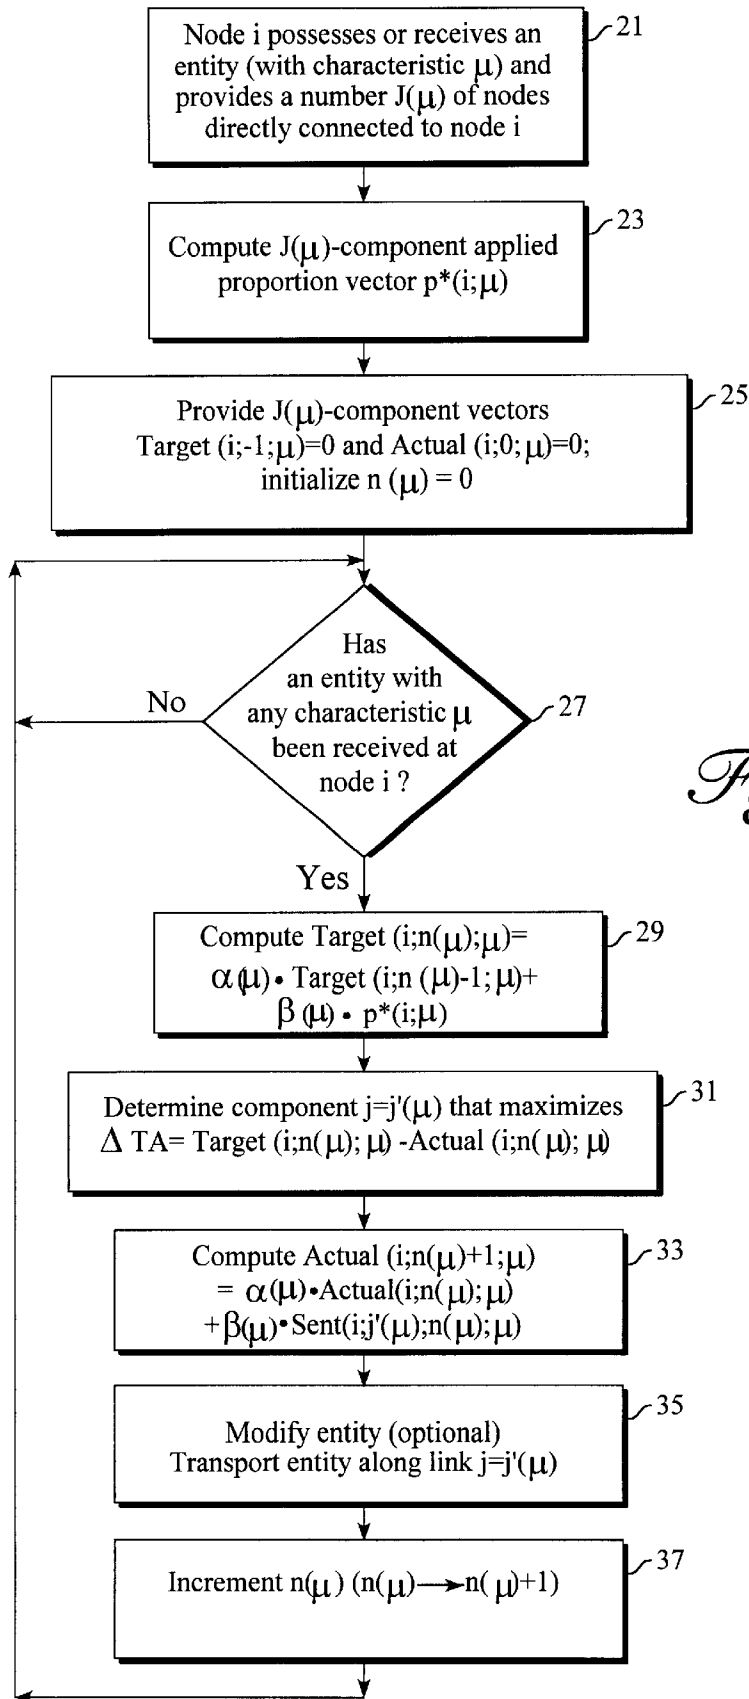 Node i possesses or receives an
entity (with characteristic μ) and
provides a number J(μ) of nodes
directly connected to node i
21
Compute J(μ)-component applied
proportion vector p*(i;μ)
23
Provide J(μ)-component vectors
Target (i;-1;μ)=0 and Actual (i;0;μ)=0;
initialize n (μ) = 0
25
Has
an entity with
any characteristic μ
been received at
node i ?
27
No
Yes
Compute Target (i;n(μ);μ)=
α(μ)• Target (i;n (μ)-1;μ)+
β (μ) • p*(i;μ)
29
Determine component j=j'(μ) that maximizes
Δ TA= Target (i;n(μ); μ) -Actual (i;n(μ); μ)
31
Compute Actual (i;n(μ)+1;μ)
= α(μ)•Actual(i;n(μ);μ)
+β(μ)•Sent(i;j'(μ);n(μ);μ)
33
Modify entity (optional)
Transport entity along link j=j'(μ)
35
Increment n(μ) (n(μ)→n(μ)+1)
37